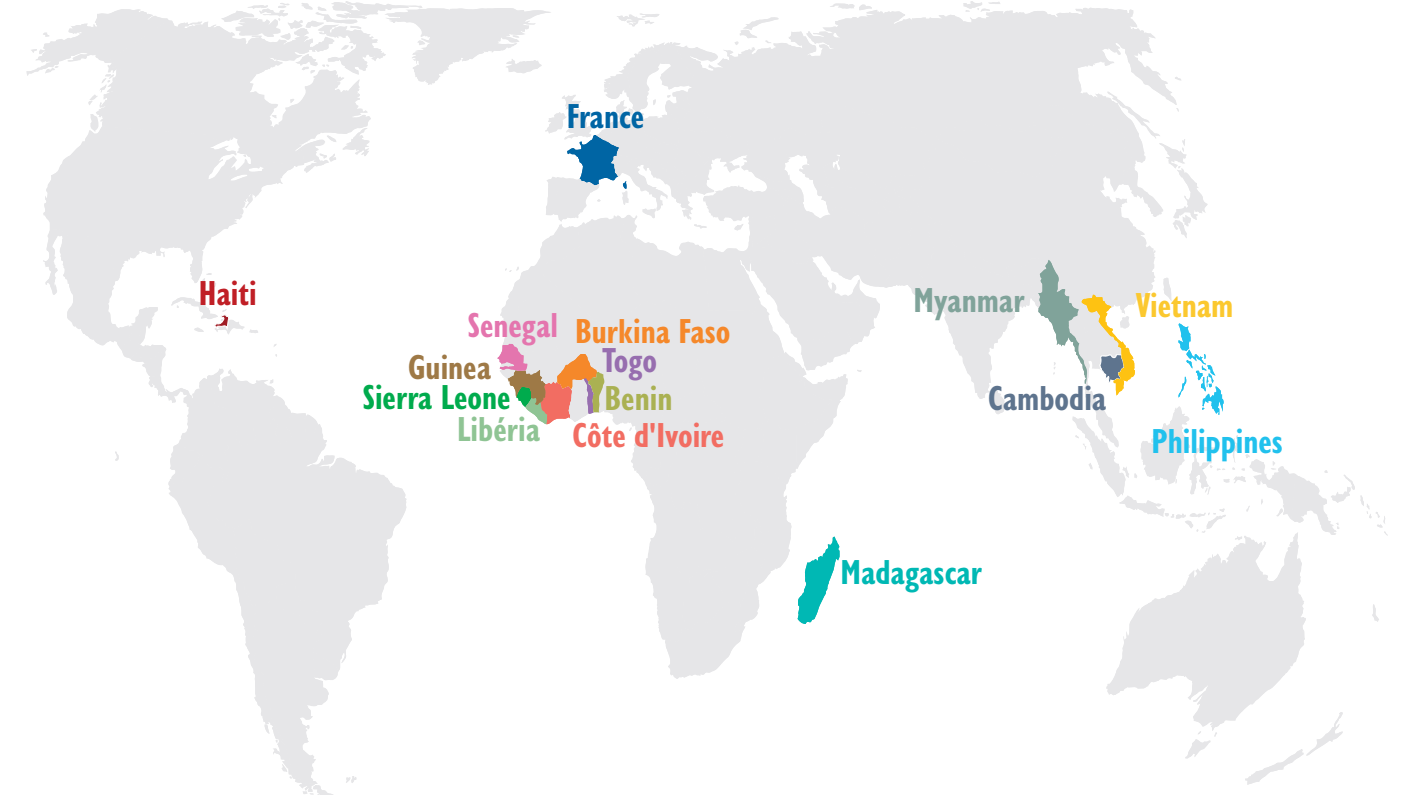 France
Haiti
Myanmar
Vietnam
Senegal
Burkina Faso
Guinea
Togo
Sierra Leone
Benin
Cambodia
Libéria
Côte d'Ivoire
Philippines
Madagascar